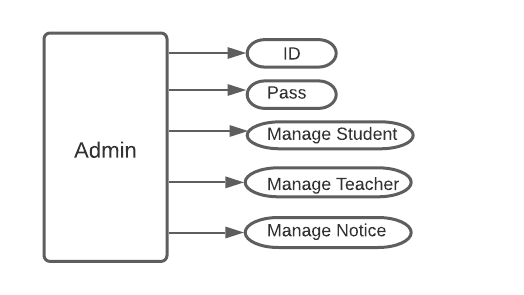 Admin
ID
Pass
Manage Student
Manage Teacher
Manage Notice